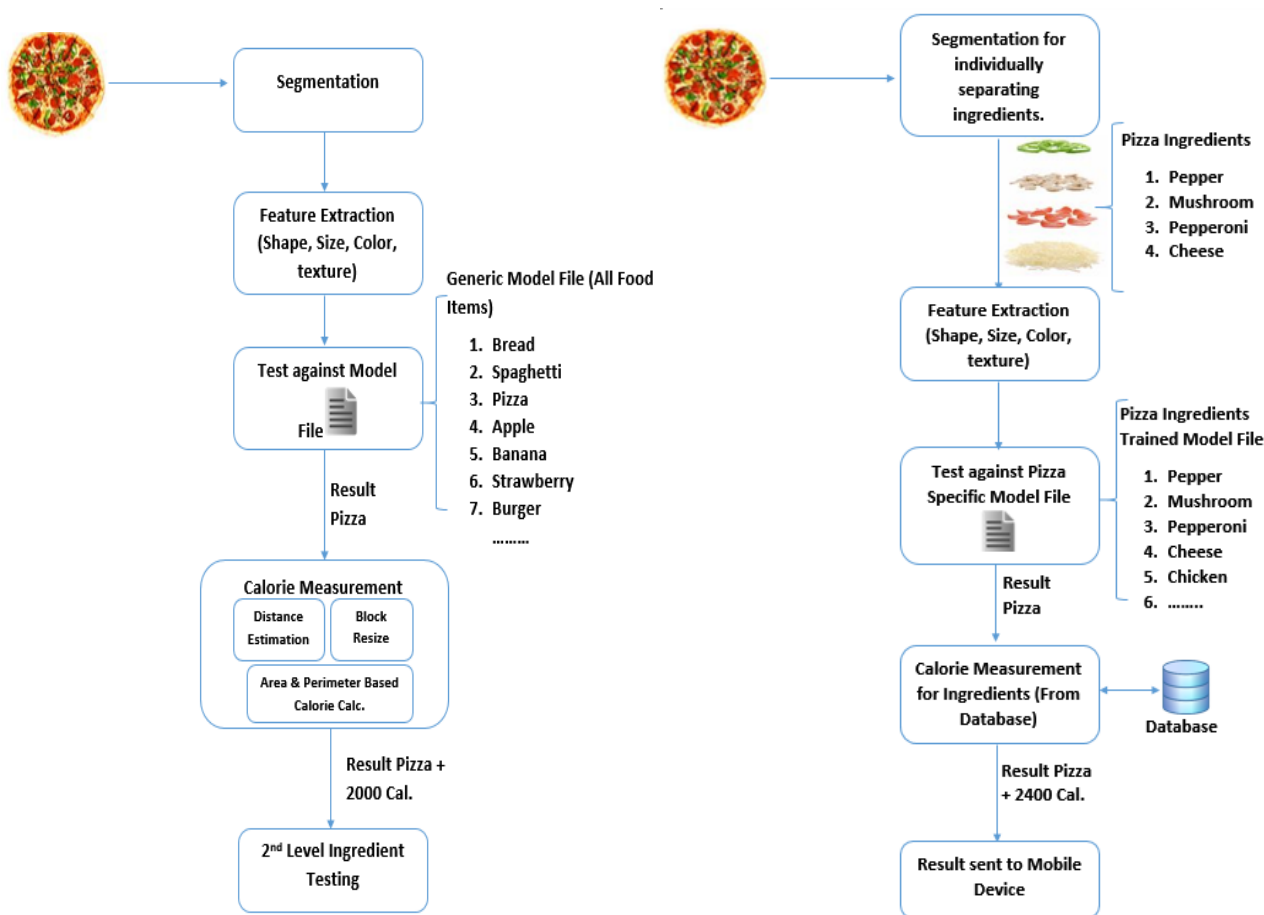 Segmentation
Feature Extraction
(Shape, Size, Color,
texture)
Generic Model File (All Food
Items)
1. Bread
2. Spaghetti
3. Pizza
4. Apple
5. Banana
6. Strawberry
7. Burger
.........
Test against Model
File
Result
Pizza
Calorie Measurement
Distance
Estimation
Block
Resize
Area & Perimeter Based
Calorie Calc.
Result Pizza +
2000 Cal.
2nd Level Ingredient
Testing
Segmentation for
individually
separating
ingredients.
Pizza Ingredients
1. Pepper
2. Mushroom
3. Pepperoni
4. Cheese
Feature Extraction
(Shape, Size, Color,
texture)
Pizza Ingredients
Trained Model File
1. Pepper
2. Mushroom
3. Pepperoni
4. Cheese
5. Chicken
6. ........
Test against Pizza
Specific Model File
Result
Pizza
Calorie Measurement
for Ingredients (From
Database)
Database
Result Pizza
+ 2400 Cal.
Result sent to Mobile
Device